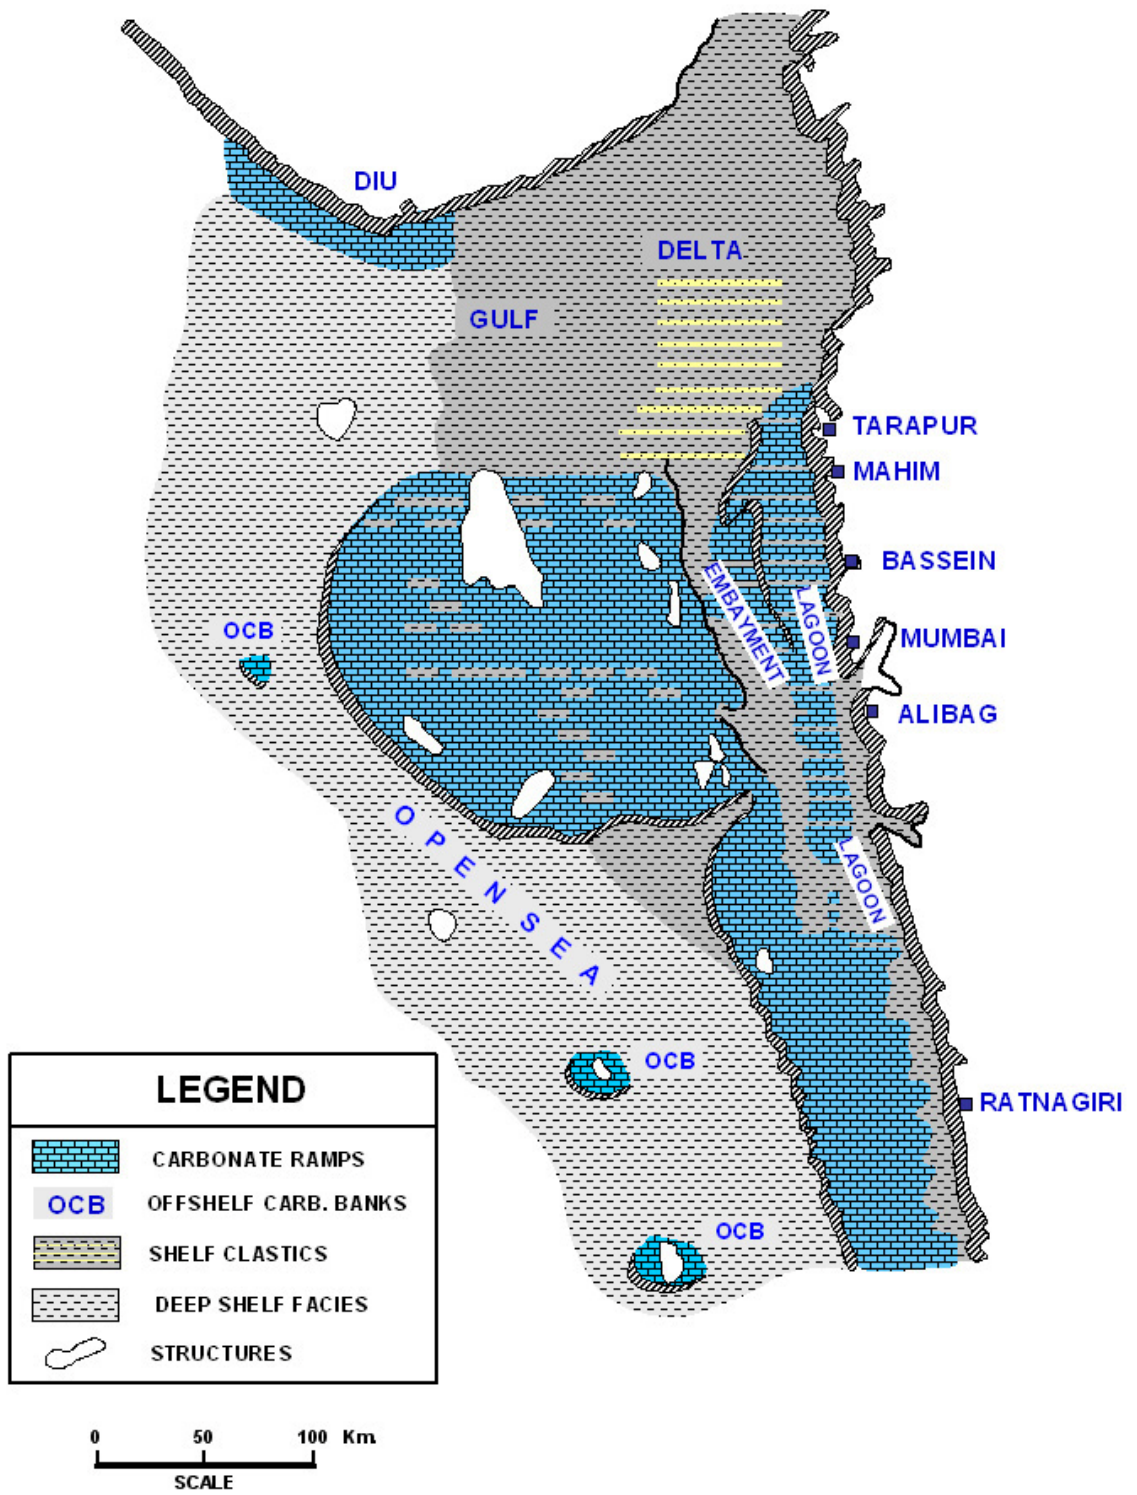 DIU
DELTA
GULF
TARAPUR
MAHIM
BASSEIN
EMBAYMENT
LAGOON
OCB
MUMBAI
ALIBAG
OPEN SEA
LAGOON
OCB
RATNAGIRI
OCB
LEGEND
CARBONATE RAMPS
OCB OFFSHELF CARB. BANKS
SHELF CLASTICS
DEEP SHELF FACIES
STRUCTURES
0 50 100 Km.
SCALE